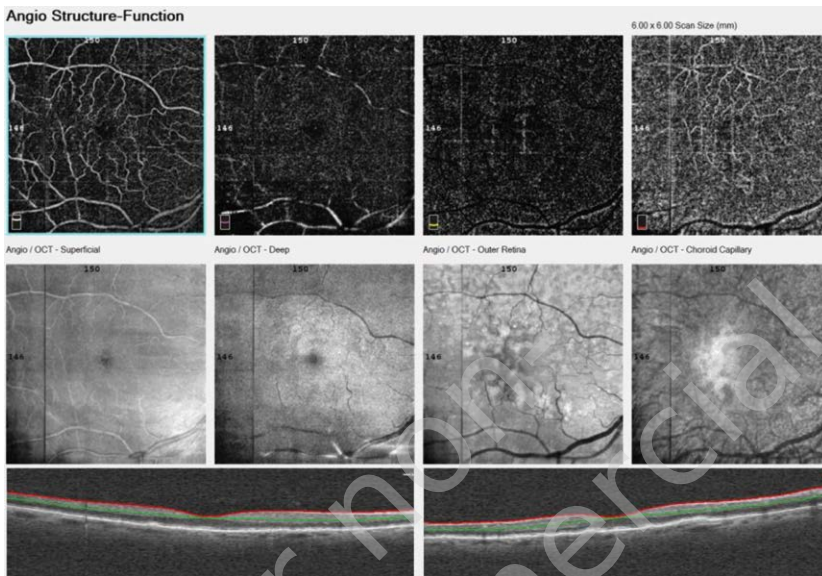 Angio Structure-Function
6.00 x 6.00 Scan Size (mm)
150
150
150
150
146
146
146
146
Angio / OCT - Superficial
Angio / OCT - Deep
Angio / OCT - Outer Retina
Angio / OCT - Choroid Capillary
150
150
150
150
146
146
146
146
r non-
mercial